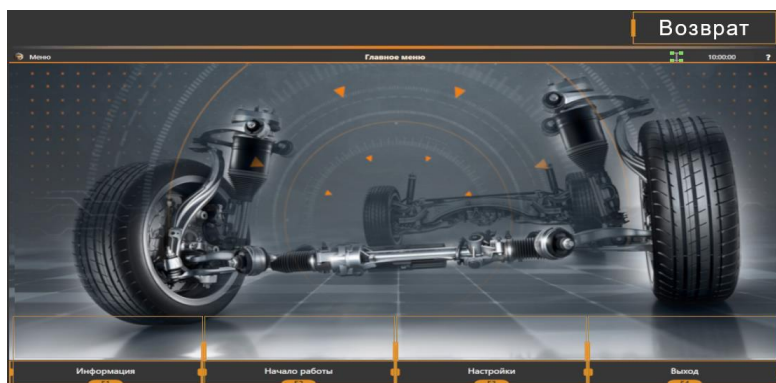 Возврат
Меню
Главное меню
10:00:00
?
Информация
Начало работы
Настройки
Выход